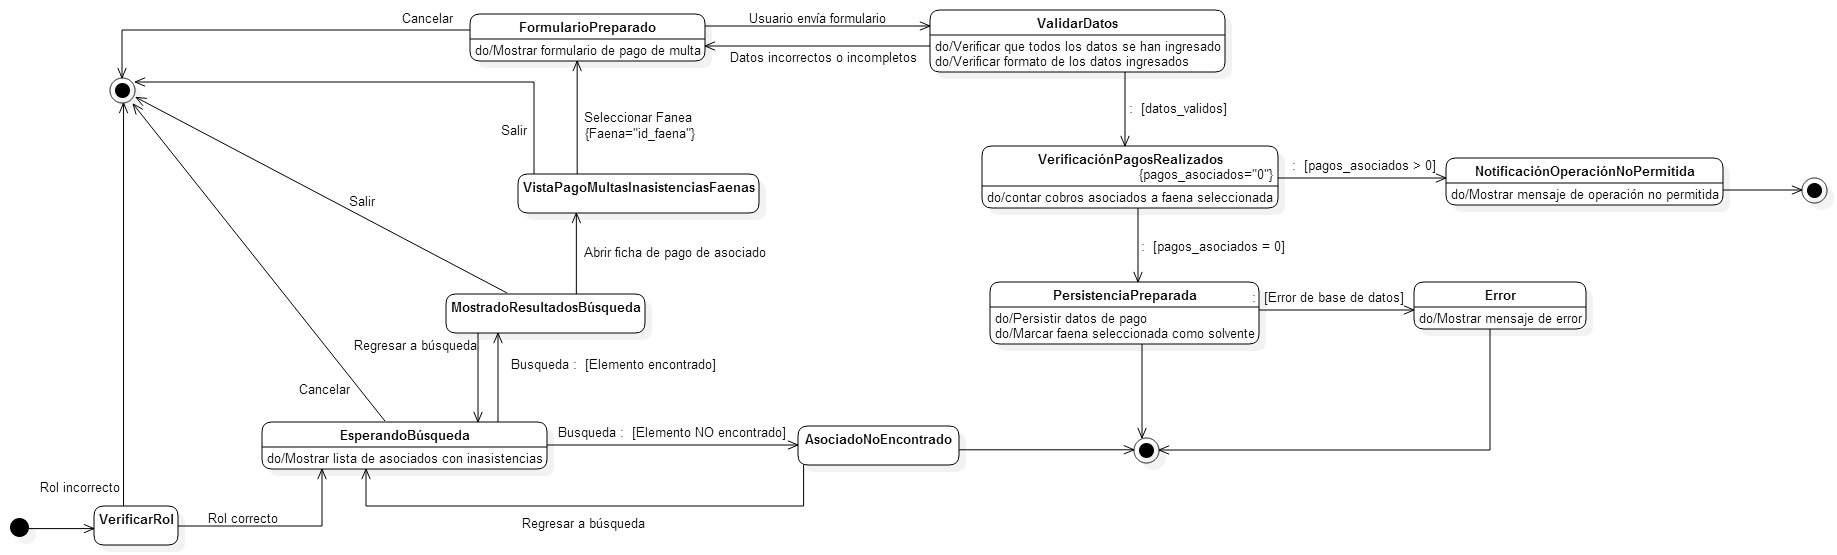 Cancelar
FormularioPreparado
do/Mostrar formulario de pago de multa
Usuario envía formulario
Datos incorrectos o incompletos
ValidarDatos
do/Verificar que todos los datos se han ingresado
do/Verificar formato de los datos ingresados
: [datos_validos]
Salir
Seleccionar Fanea
{Faena="id_faena"}
VerificaciónPagosRealizados
{pagos_asociados="0"}
do/contar cobros asociados a faena seleccionada
: [pagos_asociados > 0]
NotificaciónOperaciónNoPermitida
do/Mostrar mensaje de operación no permitida
VistaPagoMultasInasistenciasFaenas
Salir
Abrir ficha de pago de asociado
: [pagos_asociados = 0]
MostradoResultadosBúsqueda
PersistenciaPreparada
do/Persistir datos de pago
do/Marcar faena seleccionada como solvente
: [Error de base de datos]
Error
do/Mostrar mensaje de error
Regresar a búsqueda
Busqueda : [Elemento encontrado]
Cancelar
EsperandoBúsqueda
do/Mostrar lista de asociados con inasistencias
Busqueda : [Elemento NO encontrado]
AsociadoNoEncontrado
Rol incorrecto
VerificarRol
Rol correcto
Regresar a búsqueda